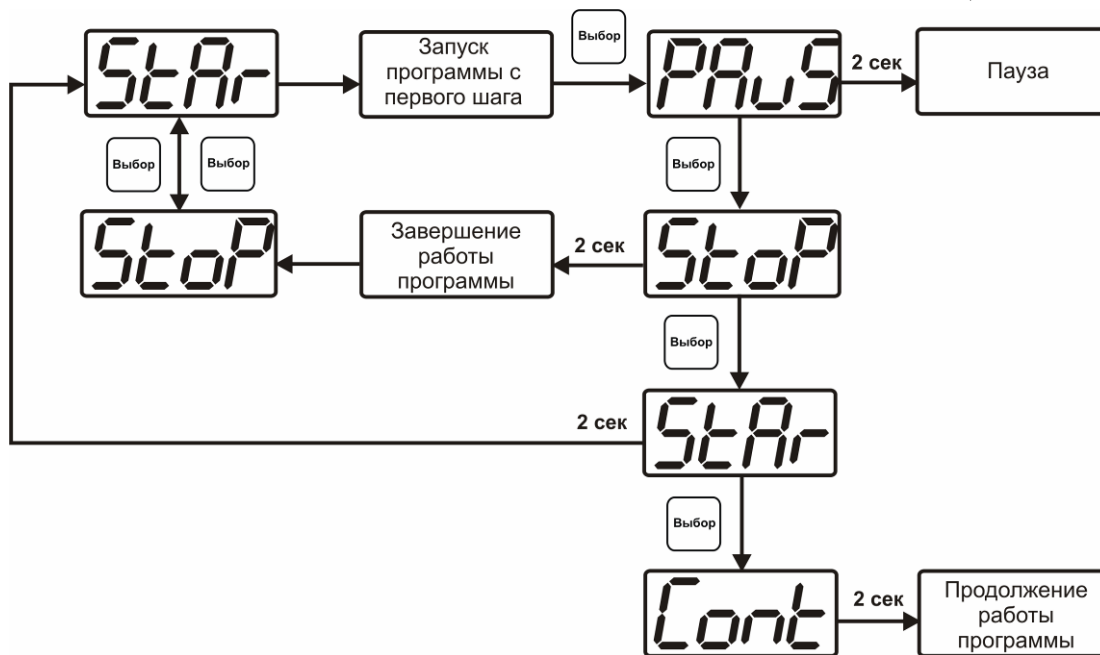 StAr
Запуск
программы с
первого шага
Выбор
PAuS
2 сек
Пауза
Выбор
Выбор
Выбор
StoP
Завершение
работы
программы
2 сек
StoP
Выбор
2 сек
StAr
Выбор
Cont
2 сек
Продолжение
работы
программы